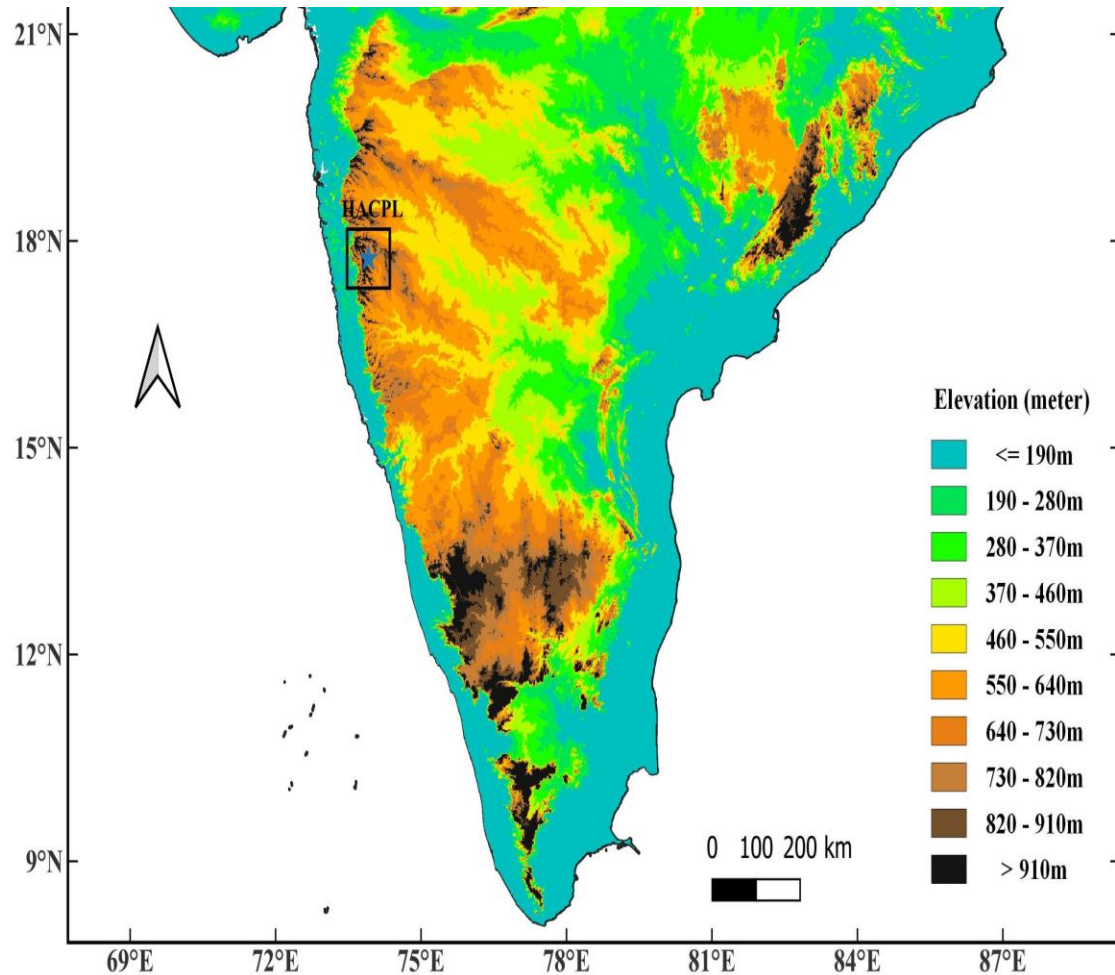 21°N
HACPL
18°N
15°N
12°N
9°N
Elevation (meter)
<= 190m
190 - 280m
280 - 370m
370 - 460m
460 - 550m
550 - 640m
640 - 730m
730 - 820m
820 - 910m
> 910m
0 100 200 km
69°E 72°E 75°E 78°E 81°E 84°E 87°E